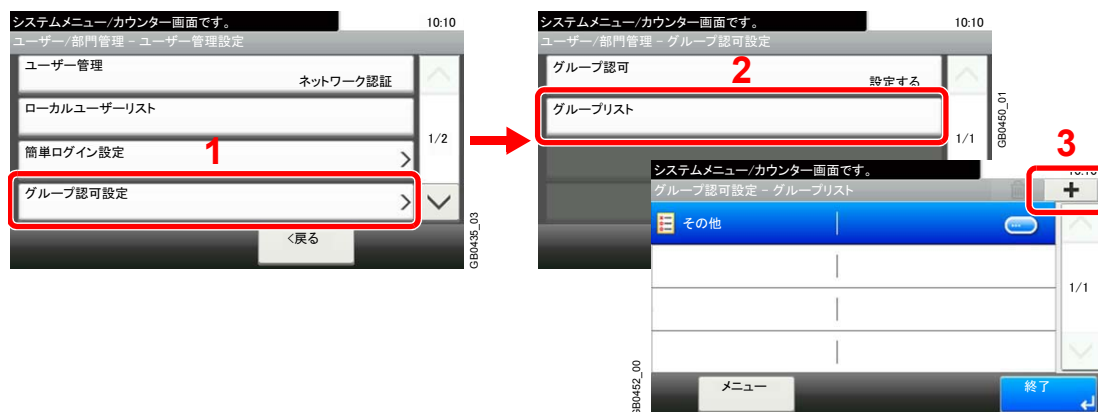 システムメニュー/カウンター画面です。
10:10
ユーザー/部門管理 - ユーザー管理設定
ユーザー管理
ネットワーク認証
ローカルユーザーリスト
1/2
簡単ログイン設定
1
グループ認可設定
<戻る
GB0435_03
システムメニュー/カウンター画面です。
10:10
ユーザー/部門管理 - グループ認可設定
グループ認可
2
設定する
グループリスト
1/1
GB0450_01
3
システムメニュー/カウンター画面です。
10:10
グループ認可設定 - グループリスト
その他
1/1
メニュー
終了
GB0452_00